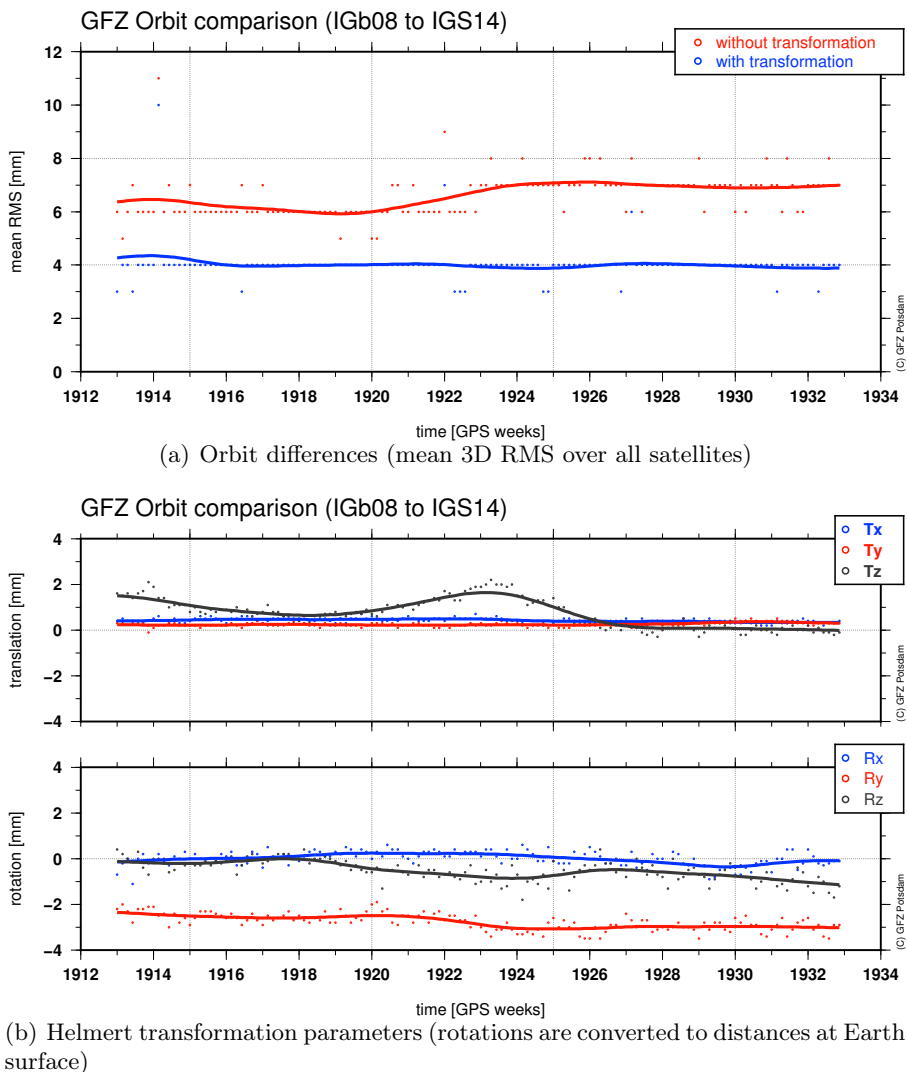 GFZ Orbit comparison (IGb08 to IGS14)
without transformation
with transformation
12
10
8
6
4
2
0
mean RMS [mm]
(C) GFZ Potsdam
1912 1914 1916 1918 1920 1922 1924 1926 1928 1930 1932 1934
time [GPS weeks]
(a) Orbit differences (mean 3D RMS over all satellites)
GFZ Orbit comparison (IGb08 to IGS14)
Tx
Ty
Tz
4
2
0
−2
−4
translation [mm]
(C) GFZ Potsdam
Rx
Ry
Rz
4
2
0
−2
−4
rotation [mm]
(C) GFZ Potsdam
1912 1914 1916 1918 1920 1922 1924 1926 1928 1930 1932 1934
time [GPS weeks]
(b) Helmert transformation parameters (rotations are converted to distances at Earth
surface)